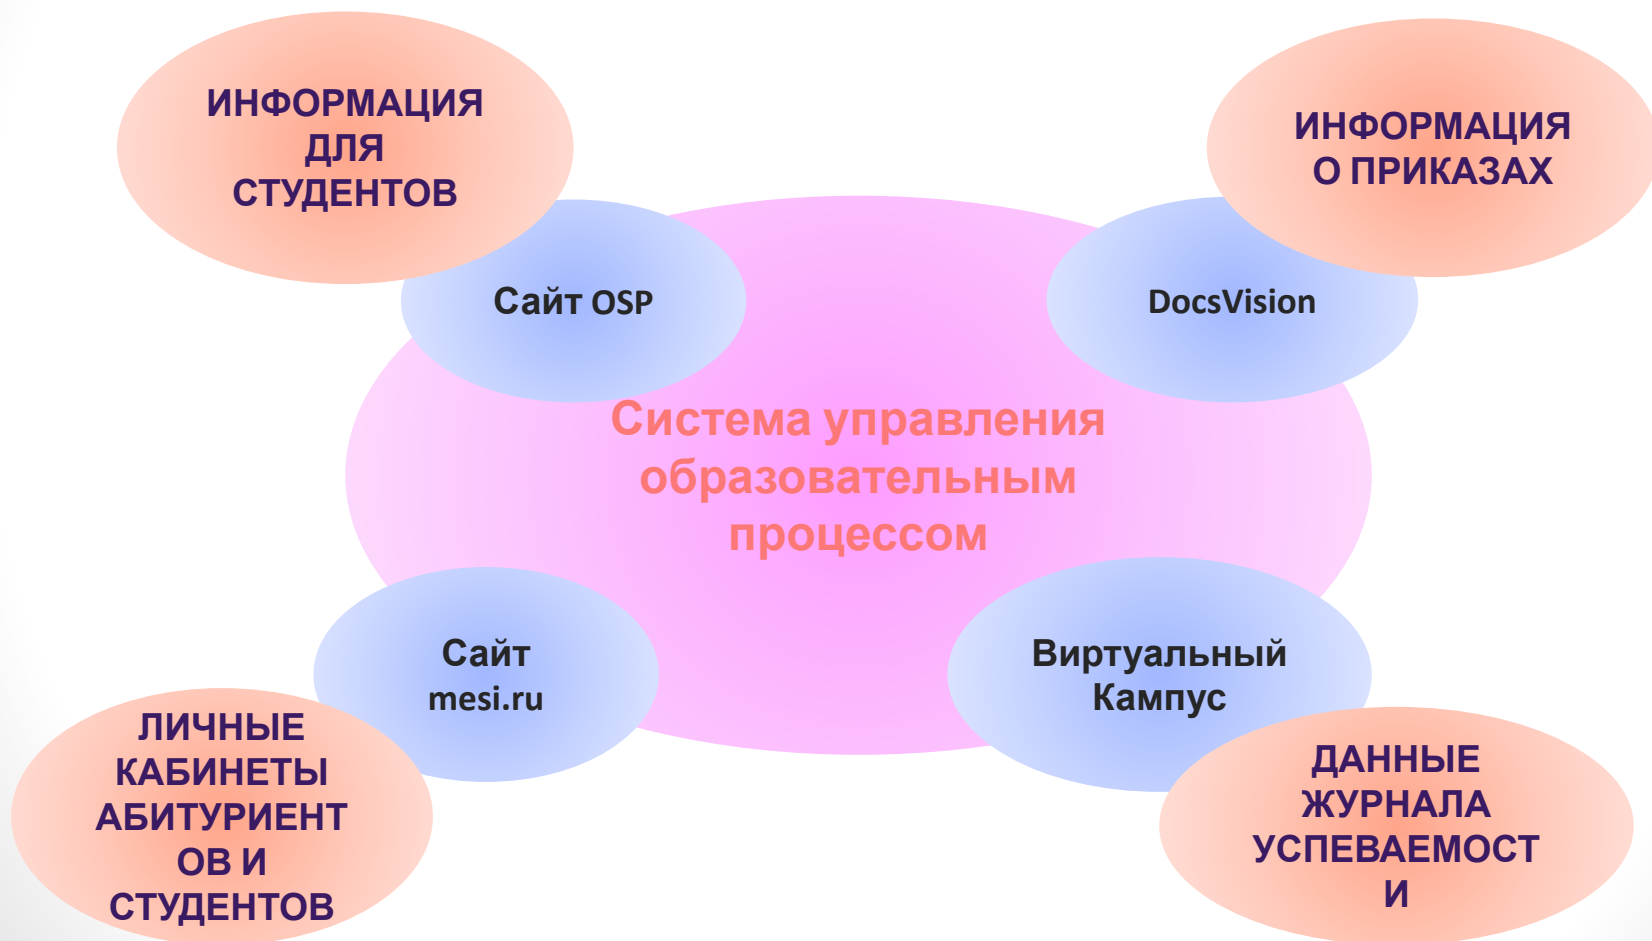 ИНФОРМАЦИЯ
ДЛЯ
СТУДЕНТОВ
ИНФОРМАЦИЯ
О ПРИКАЗАХ
Сайт OSP
DocsVision
Система управления
образовательным
процессом
Сайт
mesi.ru
Виртуальный
Кампус
ЛИЧНЫЕ
КАБИНЕТЫ
АБИТУРИЕНТ
ОВ И
СТУДЕНТОВ
ДАННЫЕ
ЖУРНАЛА
УСПЕВАЕМОСТ
И